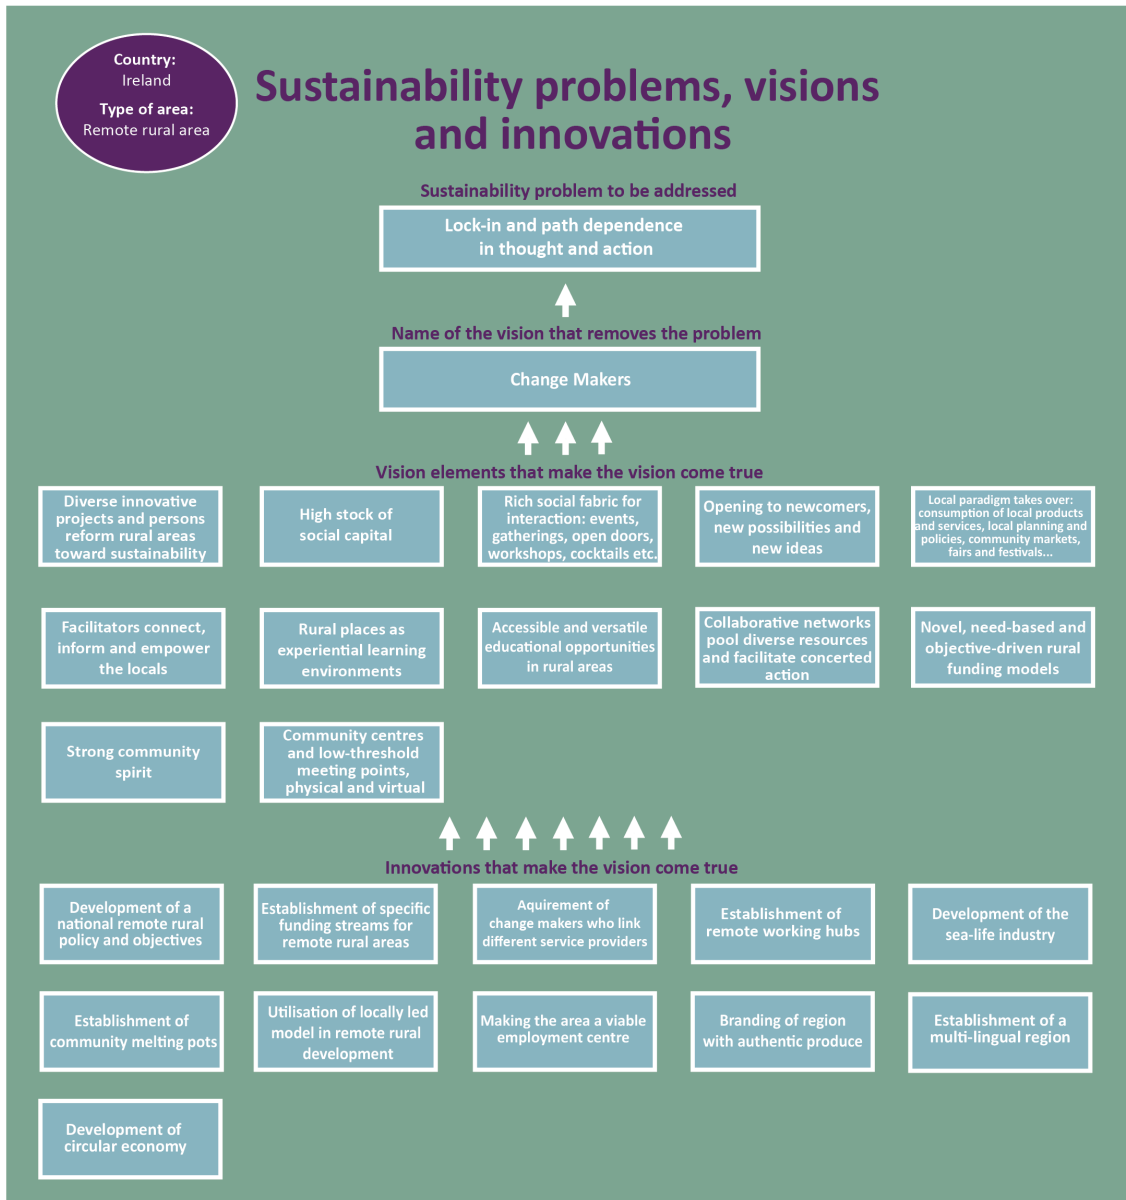 Country:
Ireland
Type of area:
Remote rural area
Sustainability problems, visions
and innovations
Sustainability problem to be addressed
Lock-in and path dependence
in thought and action
Name of the vision that removes the problem
Change Makers
Vision elements that make the vision come true
Diverse innovative
projects and persons
reform rural areas
toward sustainability
High stock of
social capital
Rich social fabric for
interaction: events,
gatherings, open doors,
workshops, cocktails etc.
Opening to newcomers,
new possibilities and
new ideas
Local paradigm takes over:
consumption of local products
and services, local planning and
policies, community markets,
fairs and festivals...
Facilitators connect,
inform and empower
the locals
Rural places as
experiential learning
environments
Accessible and versatile
educational opportunities
in rural areas
Collaborative networks
pool diverse resources
and facilitate concerted
action
Novel, need-based and
objective-driven rural
funding models
Strong community
spirit
Community centres
and low-threshold
meeting points,
physical and virtual
Innovations that make the vision come true
Development of a
national remote rural
policy and objectives
Establishment of specific
funding streams for
remote rural areas
Aquirement of
change makers who link
different service providers
Establishment of
remote working hubs
Development of the
sea-life industry
Establishment of
community melting pots
Utilisation of locally led
model in remote rural
development
Making the area a viable
employment centre
Branding of region
with authentic produce
Establishment of a
multi-lingual region
Development of
circular economy